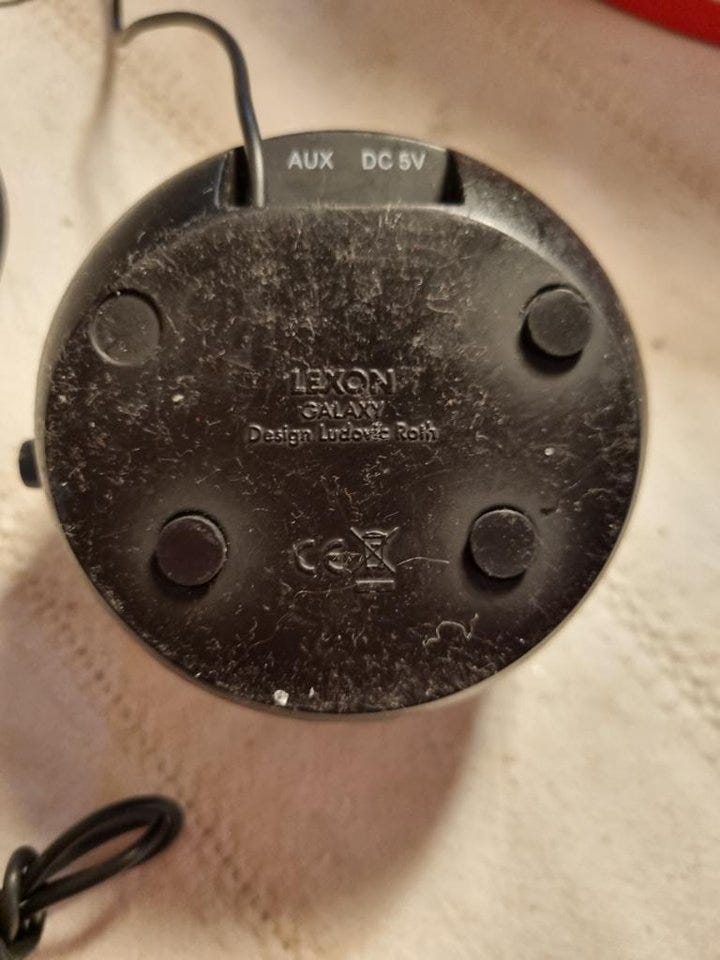 AUX DC 5V
LEXON
GALAXY
Design Ludovic Roth
CE